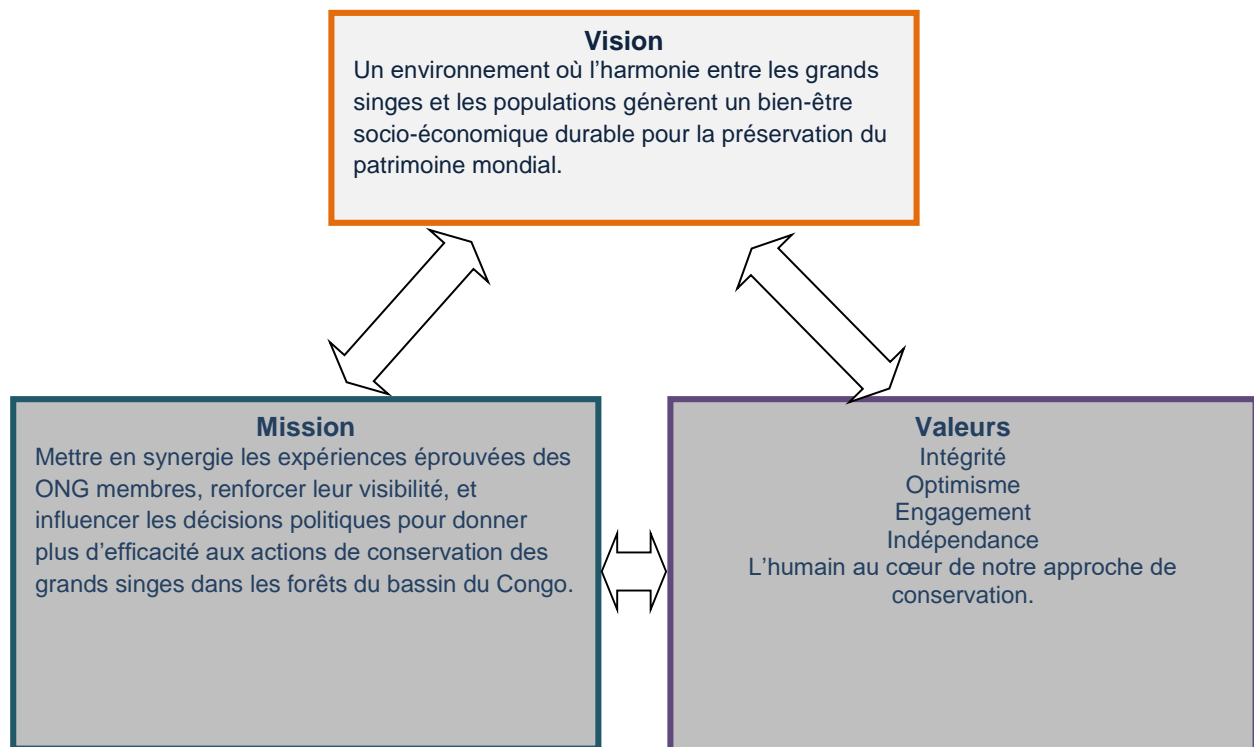 Vision
Un environnement où l’harmonie entre les grands
singes et les populations génèrent un bien-être
socio-économique durable pour la préservation du
patrimoine mondial.
Mission
Mettre en synergie les expériences éprouvées des
ONG membres, renforcer leur visibilité, et
influencer les décisions politiques pour donner
plus d’efficacité aux actions de conservation des
grands singes dans les forêts du bassin du Congo.
Valeurs
Intégrité
Optimisme
Engagement
Indépendance
L’humain au cœur de notre approche de
conservation.